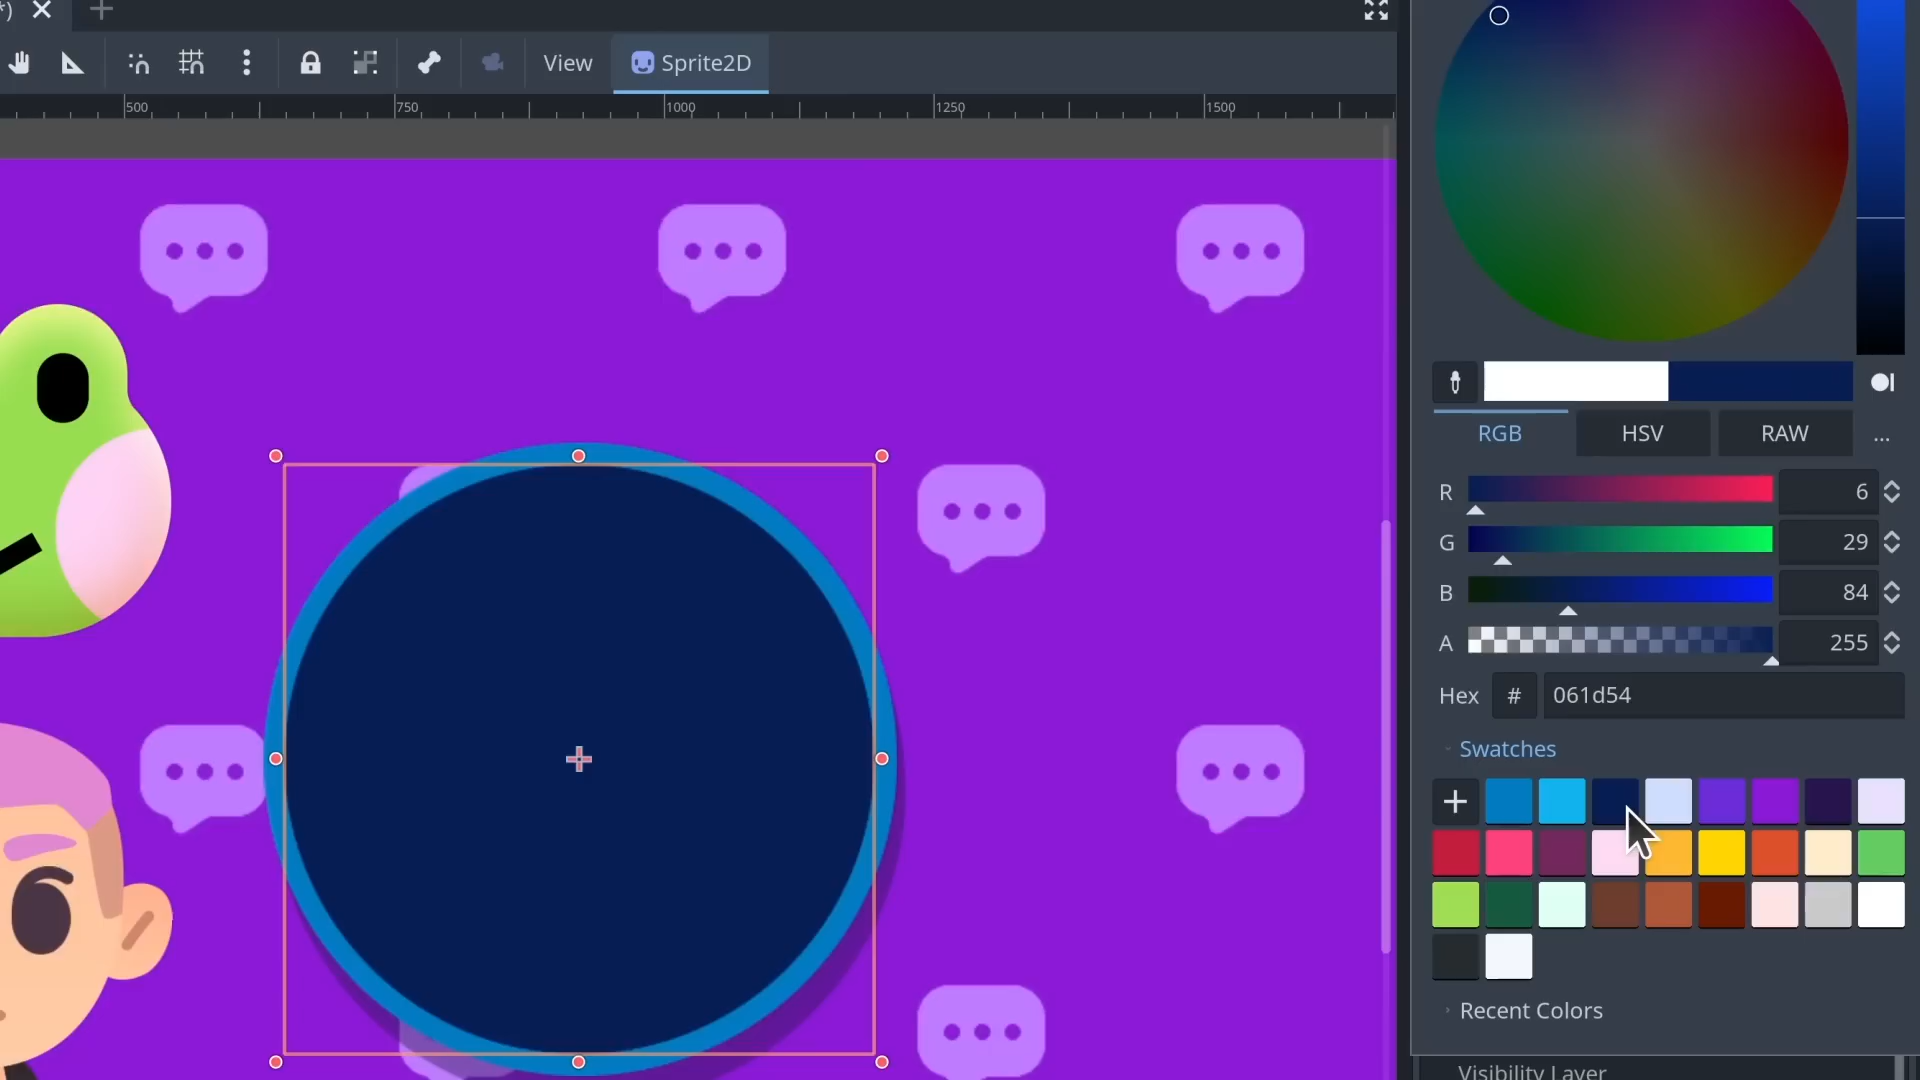 *)
View Sprite2D
500 750 1000 1250 1500
RGB HSV RAW ...
R 6
G 29
B 84
A 255
Hex # 061d54
Swatches
Recent Colors
Visibility Layer